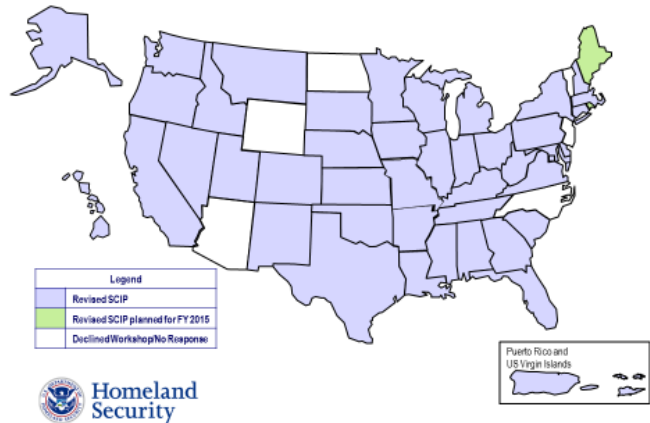 Legend
Revised SCIP
Revised SCIP planned for FY 2015
Declined Workshop/No Response
Puerto Rico and
US Virgin Islands
Homeland
Security